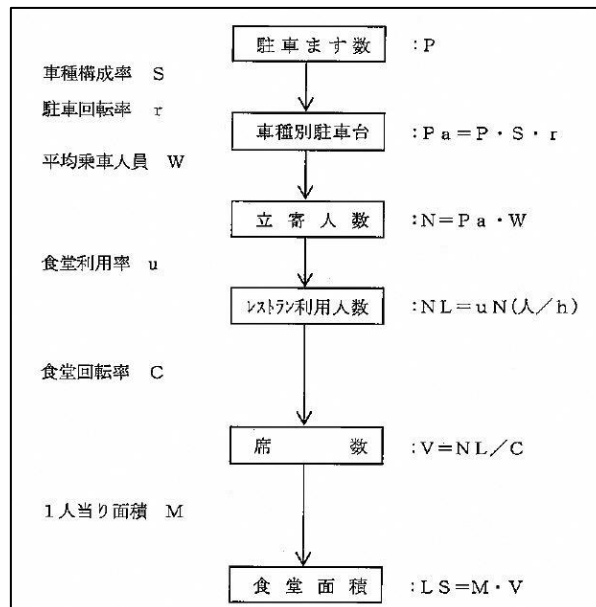 駐車ます数 :P
車種構成率 S
駐車回転率 r
車種別駐車台 :Pa=P・S・r
平均乗車人員 W
立寄人数 :N=Pa・W
食堂利用率 u
レストラン利用人数 :NL=uN(人/h)
食堂回転率 C
席数 :V=NL/C
1人当り面積 M
食堂面積 :LS=M・V